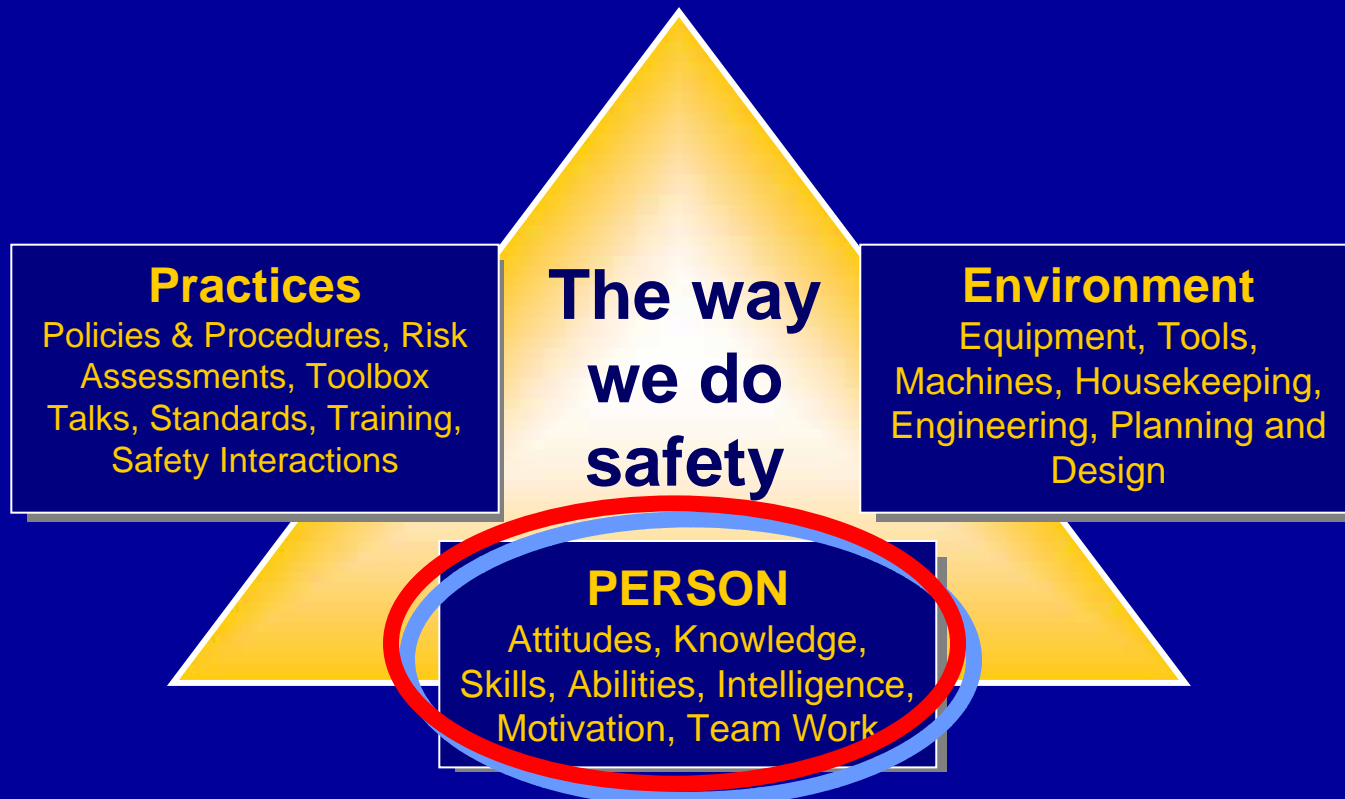 Practices
Policies & Procedures, Risk
Assessments, Toolbox
Talks, Standards, Training,
Safety Interactions
The way
we do
safety
Environment
Equipment, Tools,
Machines, Housekeeping,
Engineering, Planning and
Design
PERSON
Attitudes, Knowledge,
Skills, Abilities, Intelligence,
Motivation, Team Work